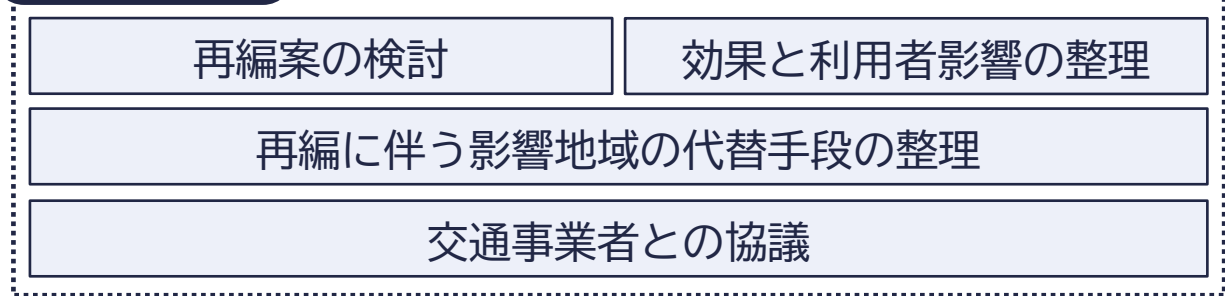 再編案の検討
効果と利用者影響の整理
再編に伴う影響地域の代替手段の整理
交通事業者との協議